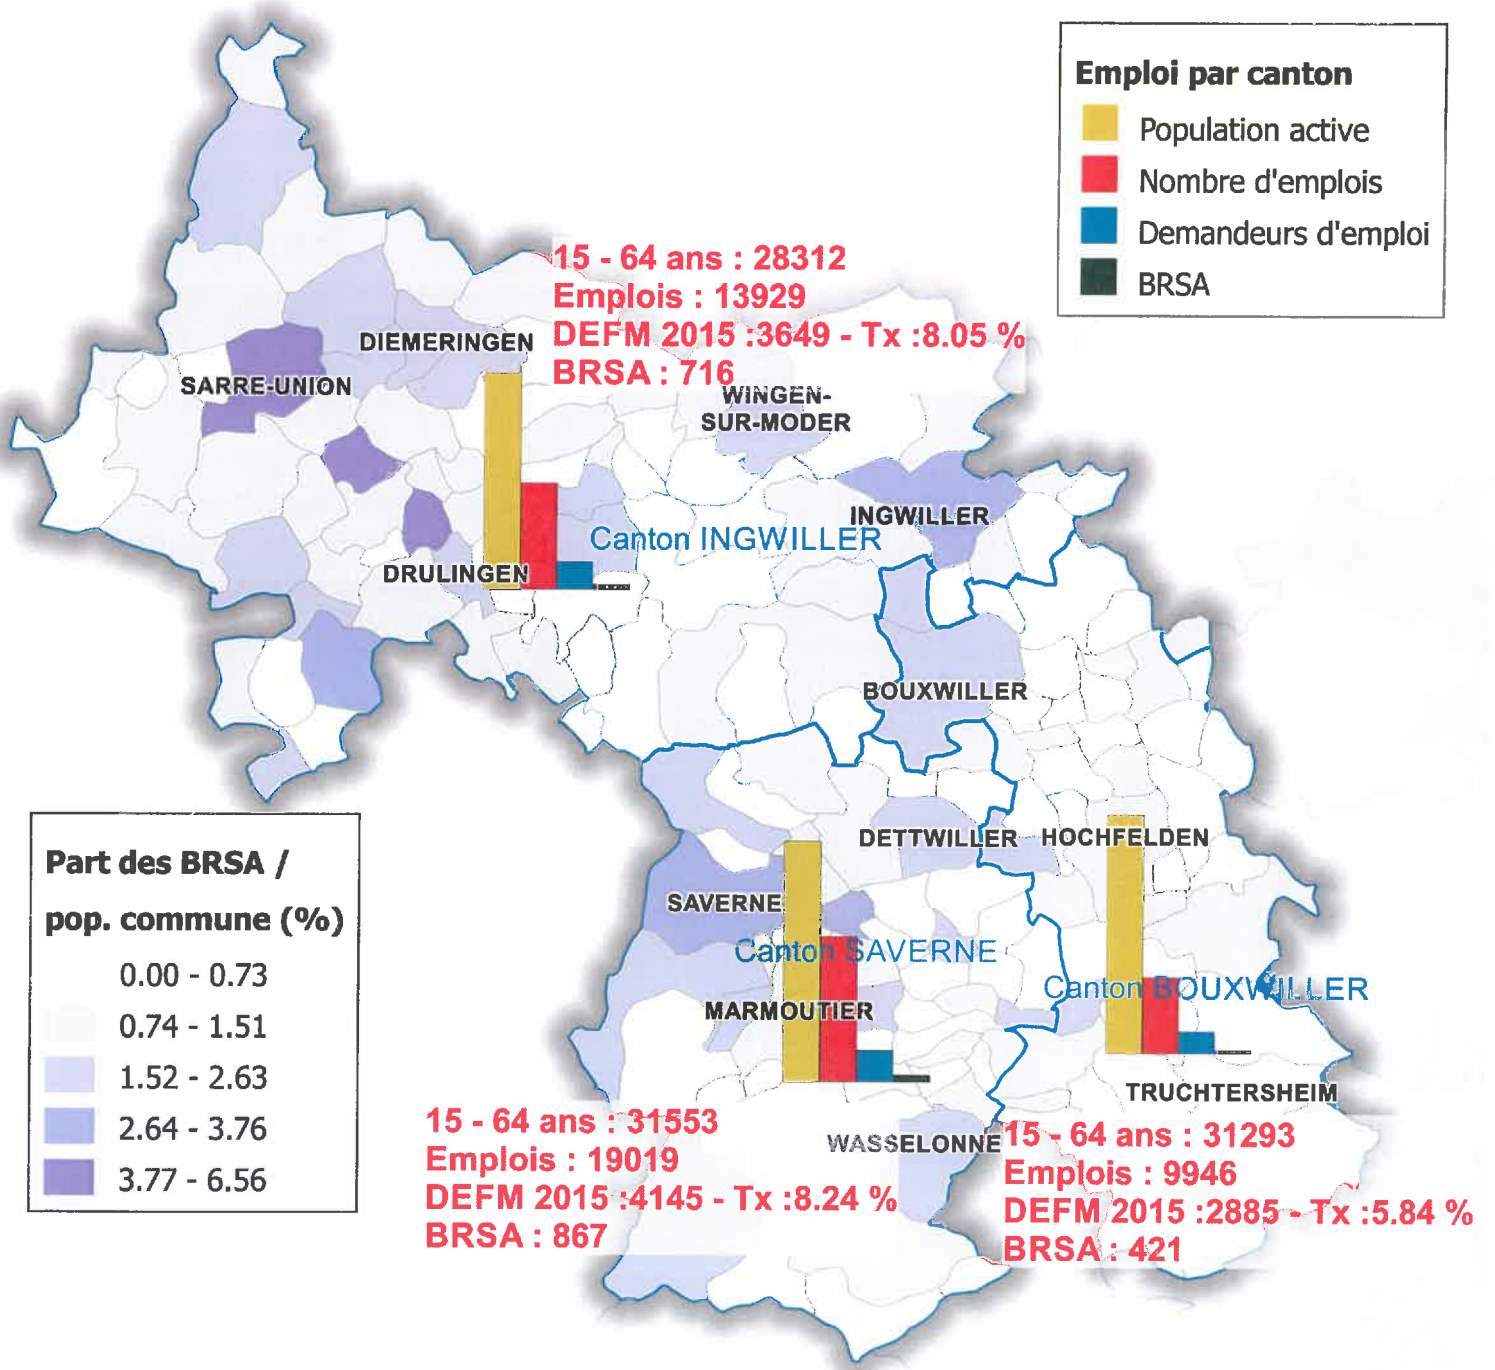 Emploi par canton
Population active
Nombre d'emplois
Demandeurs d'emploi
BRSA
15 - 64 ans : 28312
Emplois : 13929
DEFM 2015 :3649 - Tx :8.05 %
BRSA : 716
DIEMERINGEN
SARRE-UNION
WINGEN-
SUR-MODER
INGWILLER
Canton INGWILLER
DRULINGEN
BOUXWILLER
DETTWILLER
HOCHFELDEN
SAVERNE
Canton SAVERNE
Canton BOUXWILLER
MARMOUTIER
TRUCHTERSHEIM
WASSELONNE
Part des BRSA /
pop. commune (%)
0.00 - 0.73
0.74 - 1.51
1.52 - 2.63
2.64 - 3.76
3.77 - 6.56
15 - 64 ans : 31553
Emplois : 19019
DEFM 2015 :4145 - Tx :8.24 %
BRSA : 867
15 - 64 ans : 31293
Emplois : 9946
DEFM 2015 :2885 - Tx :5.84 %
BRSA : 421